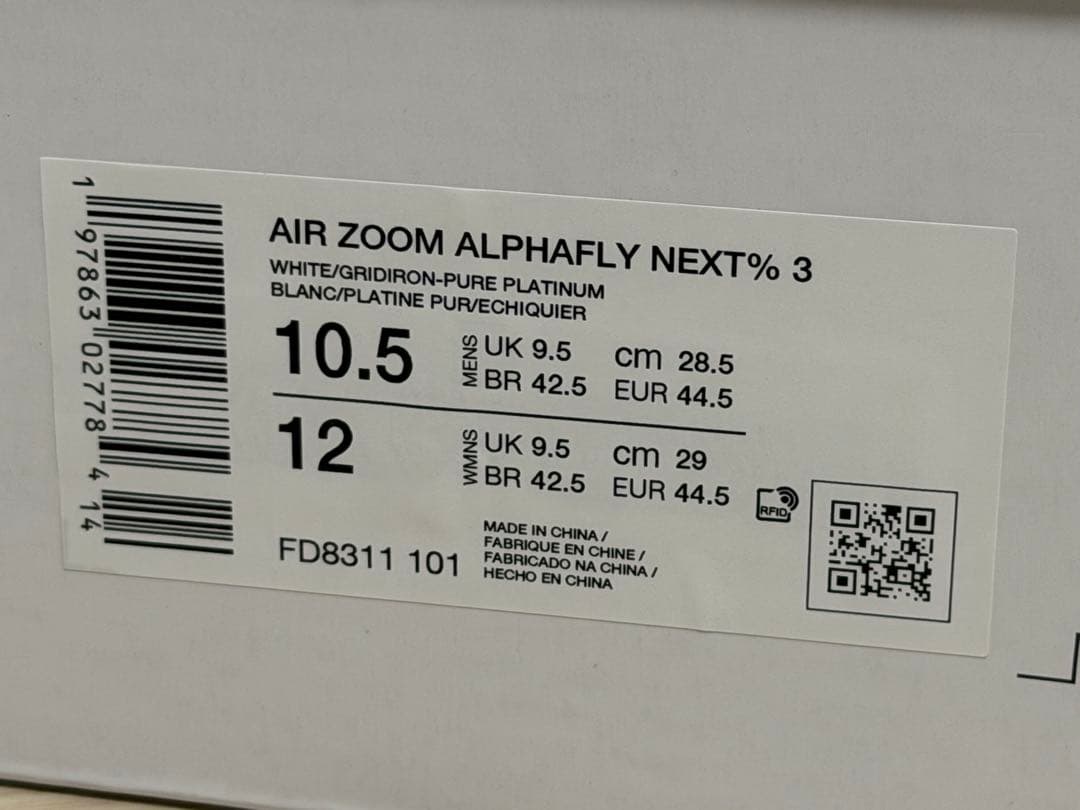 1 97863 02778 4 14
AIR ZOOM ALPHAFLY NEXT% 3
WHITE/GRIDIRON-PURE PLATINUM
BLANC/PLATINE PUR/ECHIQUIER
10.5 MENS UK 9.5 cm 28.5
BR 42.5 EUR 44.5
12 WMNS UK 9.5 cm 29
BR 42.5 EUR 44.5
RFID
FD8311 101
MADE IN CHINA /
FABRIQUE EN CHINE /
FABRICADO NA CHINA /
HECHO EN CHINA